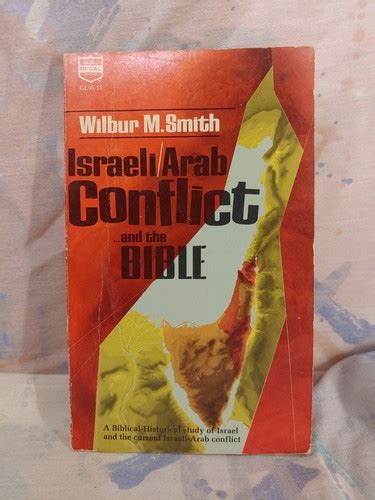 REGAL
Wilbur M. Smith
Israeli/Arab
Conflict
...and the
BIBLE
A Biblical-Historical study of Israel
and the current Israeli-Arab conflict